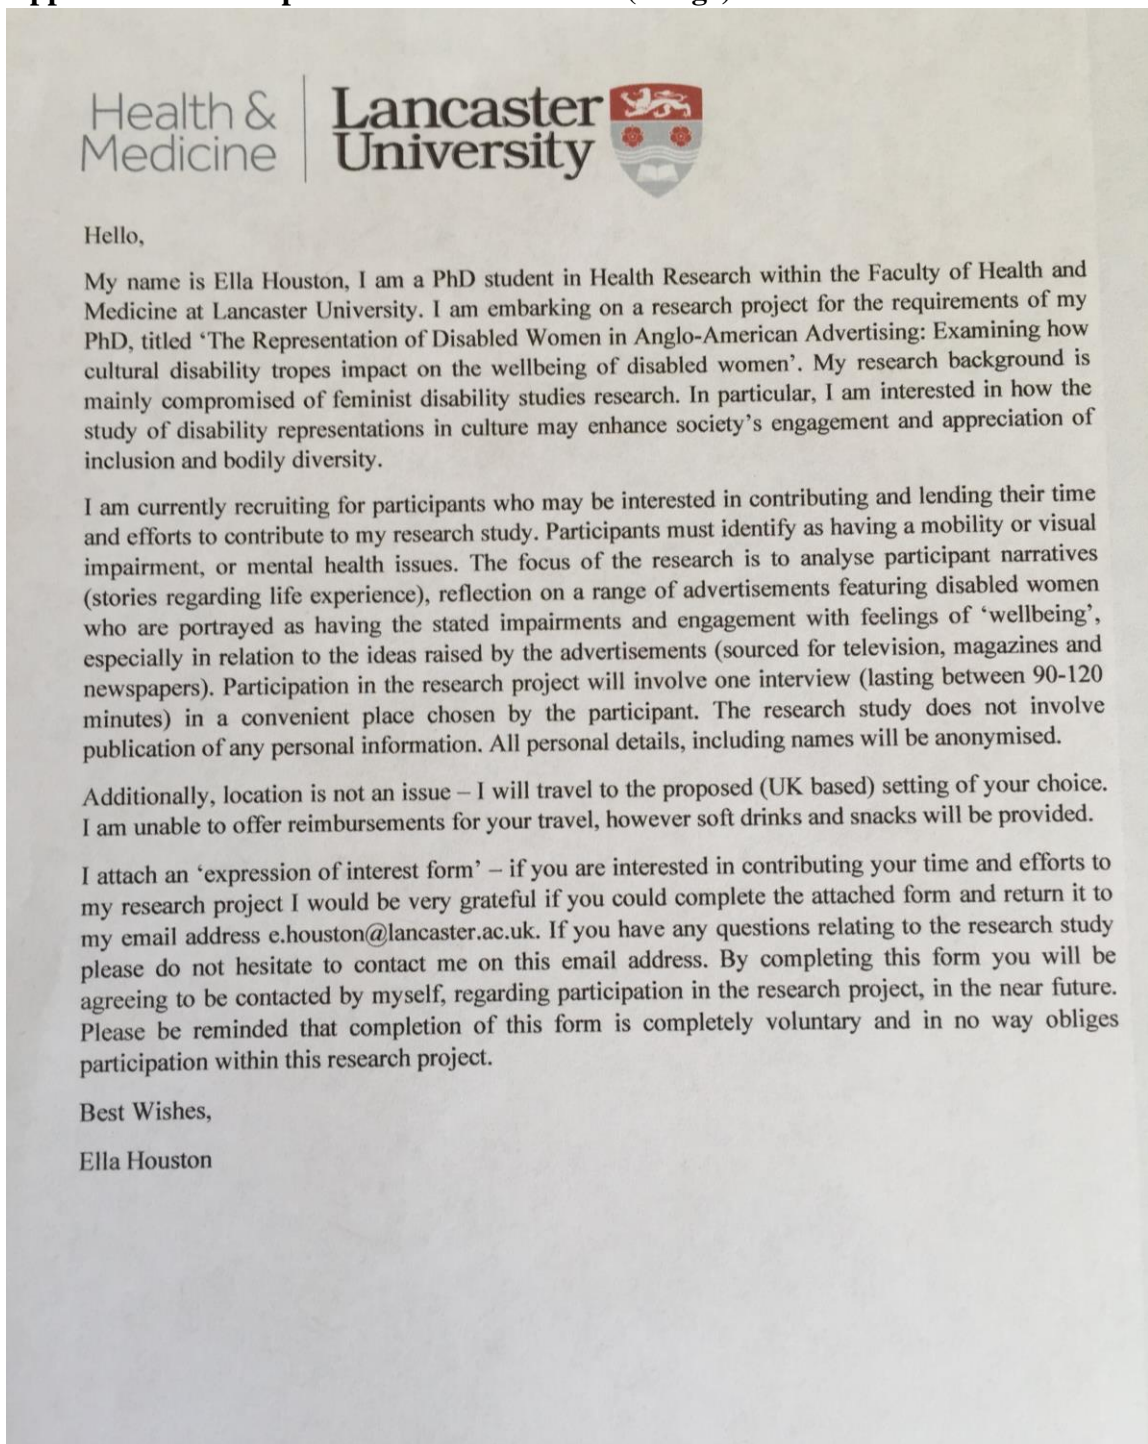 Health &
Medicine
Lancaster
University
Hello,
My name is Ella Houston, I am a PhD student in Health Research within the Faculty of Health and
Medicine at Lancaster University. I am embarking on a research project for the requirements of my
PhD, titled ‘The Representation of Disabled Women in Anglo-American Advertising: Examining how
cultural disability tropes impact on the wellbeing of disabled women’. My research background is
mainly compromised of feminist disability studies research. In particular, I am interested in how the
study of disability representations in culture may enhance society’s engagement and appreciation of
inclusion and bodily diversity.
I am currently recruiting for participants who may be interested in contributing and lending their time
and efforts to contribute to my research study. Participants must identify as having a mobility or visual
impairment, or mental health issues. The focus of the research is to analyse participant narratives
(stories regarding life experience), reflection on a range of advertisements featuring disabled women
who are portrayed as having the stated impairments and engagement with feelings of ‘wellbeing’,
especially in relation to the ideas raised by the advertisements (sourced for television, magazines and
newspapers). Participation in the research project will involve one interview (lasting between 90-120
minutes) in a convenient place chosen by the participant. The research study does not involve
publication of any personal information. All personal details, including names will be anonymised.
Additionally, location is not an issue – I will travel to the proposed (UK based) setting of your choice.
I am unable to offer reimbursements for your travel, however soft drinks and snacks will be provided.
I attach an ‘expression of interest form’ – if you are interested in contributing your time and efforts to
my research project I would be very grateful if you could complete the attached form and return it to
my email address e.houston@lancaster.ac.uk. If you have any questions relating to the research study
please do not hesitate to contact me on this email address. By completing this form you will be
agreeing to be contacted by myself, regarding participation in the research project, in the near future.
Please be reminded that completion of this form is completely voluntary and in no way obliges
participation within this research project.
Best Wishes,
Ella Houston